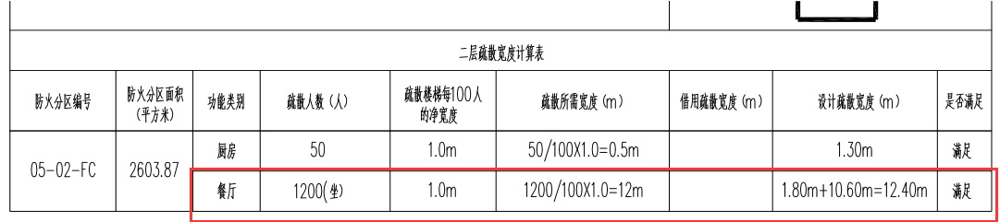 二层疏散宽度计算表
防火分区编号 防火分区面积 功能类别 疏散人数（人） 疏散楼梯每100人 疏散所需宽度（m） 借用疏散宽度（m） 设计疏散宽度（m） 是否满足
（平方米） 的净宽度
05-02-FC 2603.87 厨房 50 1.0m 50/100X1.0=0.5m 1.30m 满足
餐厅 1200(坐) 1.0m 1200/100X1.0=12m 1.80m+10.60m=12.40m 满足